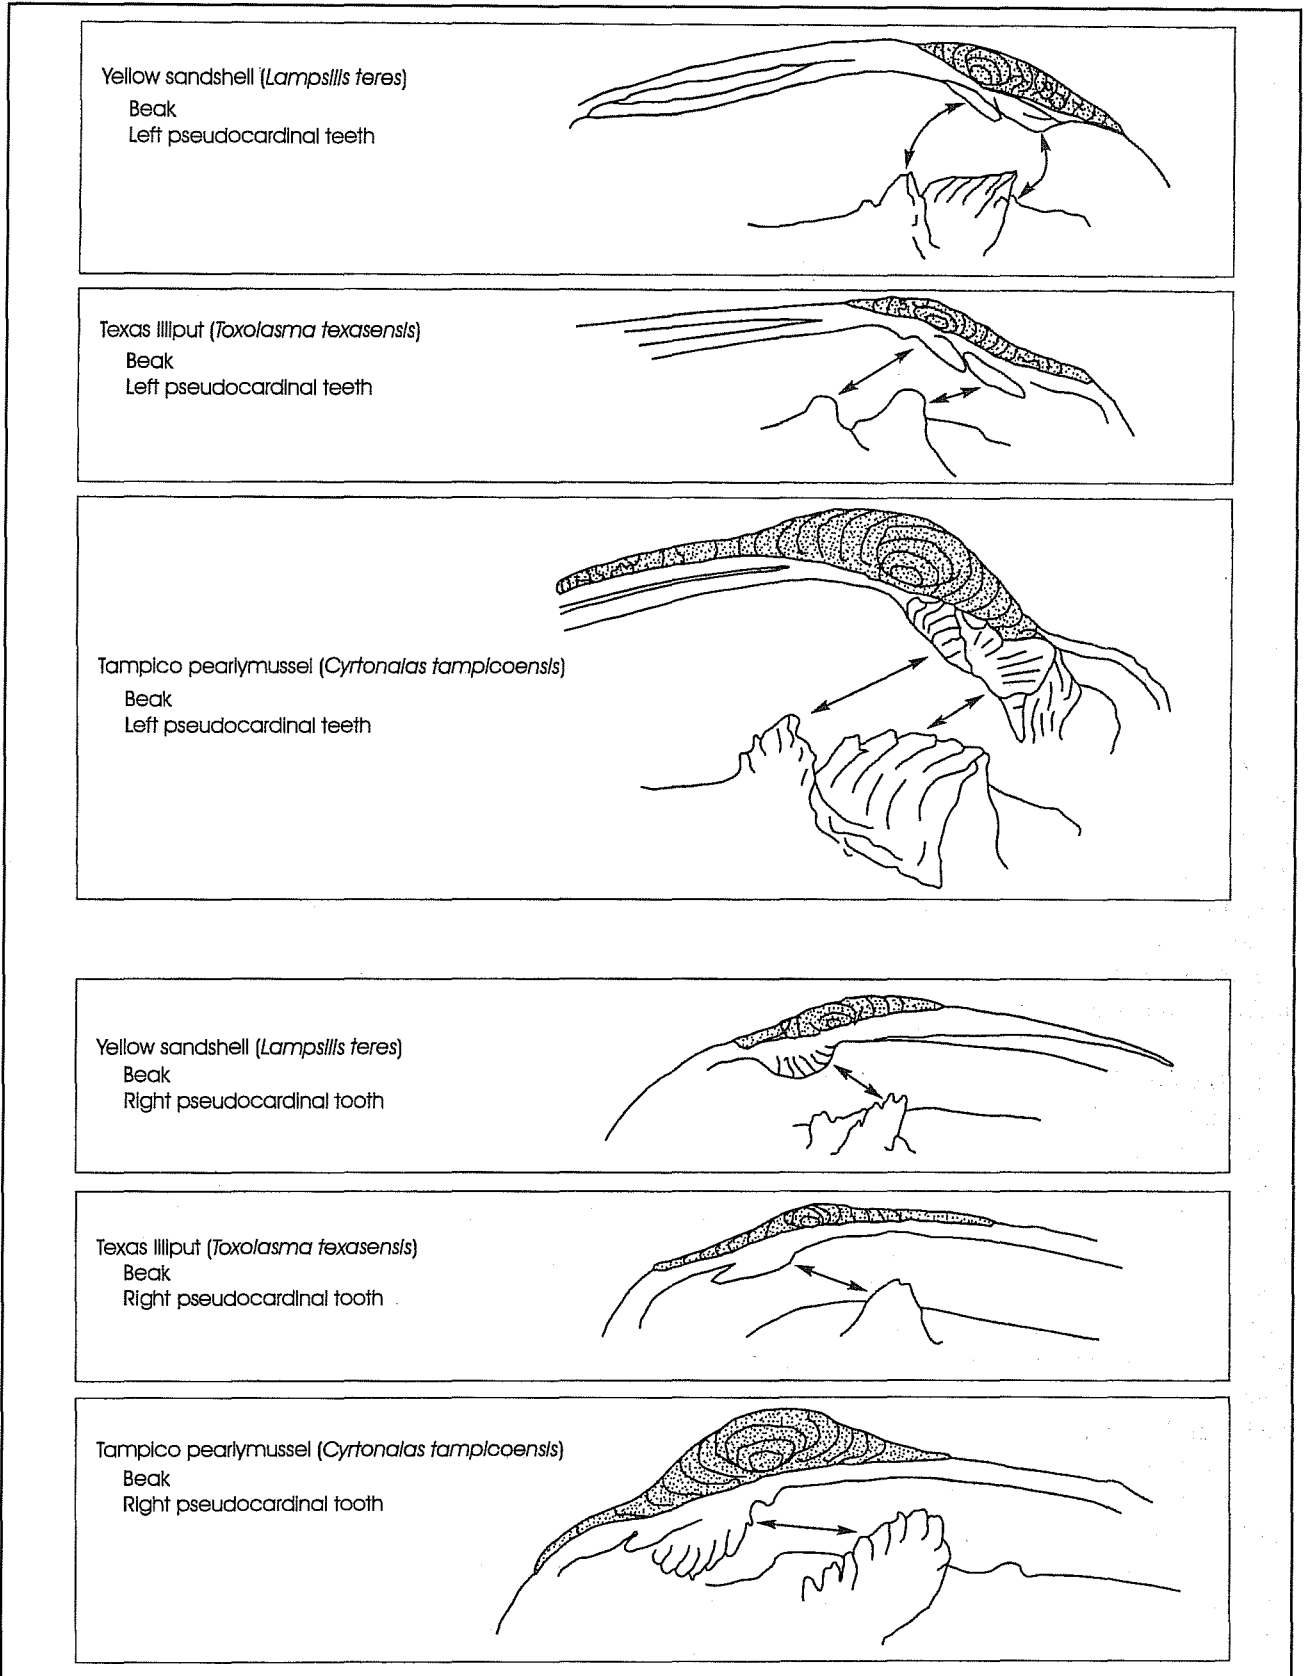 Yellow sandshell (Lampsilis teres)
Beak
Left pseudocardinal teeth
Texas lilliput (Toxolasma texasensis)
Beak
Left pseudocardinal teeth
Tampico pearlymussel (Cyrtonaias tampicoensis)
Beak
Left pseudocardinal teeth
Yellow sandshell (Lampsilis teres)
Beak
Right pseudocardinal tooth
Texas lilliput (Toxolasma texasensis)
Beak
Right pseudocardinal tooth
Tampico pearlymussel (Cyrtonaias tampicoensis)
Beak
Right pseudocardinal tooth